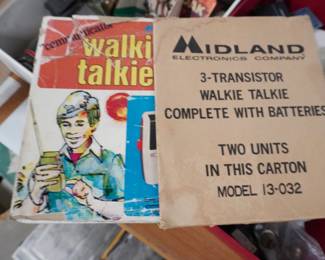 "commonwealth"
walkie
talkie
MIDLAND
ELECTRONICS COMPANY
3-TRANSISTOR
WALKIE TALKIE
COMPLETE WITH BATTERIES
TWO UNITS
IN THIS CARTON
MODEL 13-032